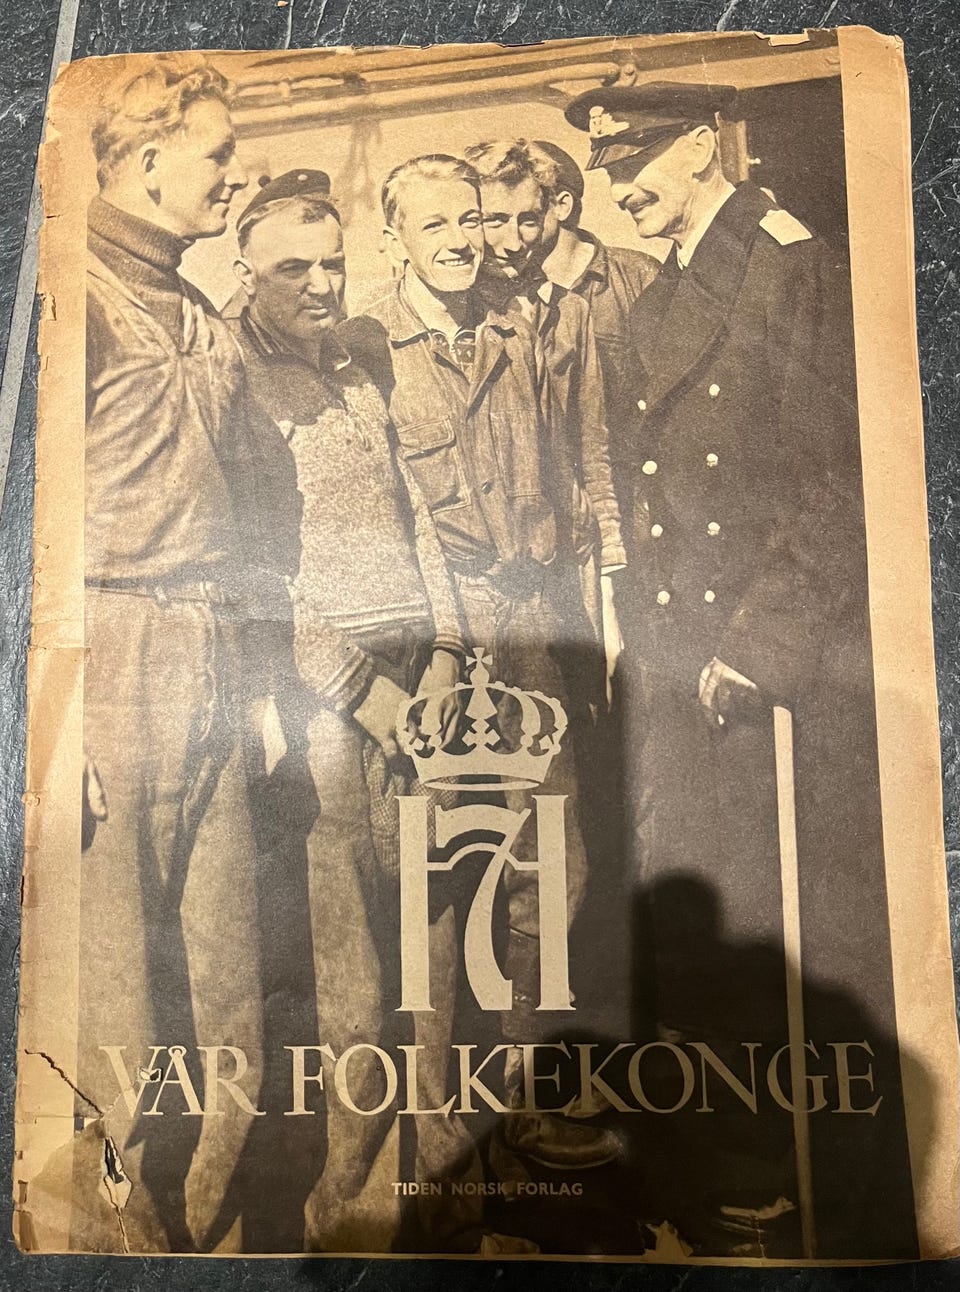 H7
VÅR FOLKEKONGE
TIDEN NORSK FORLAG